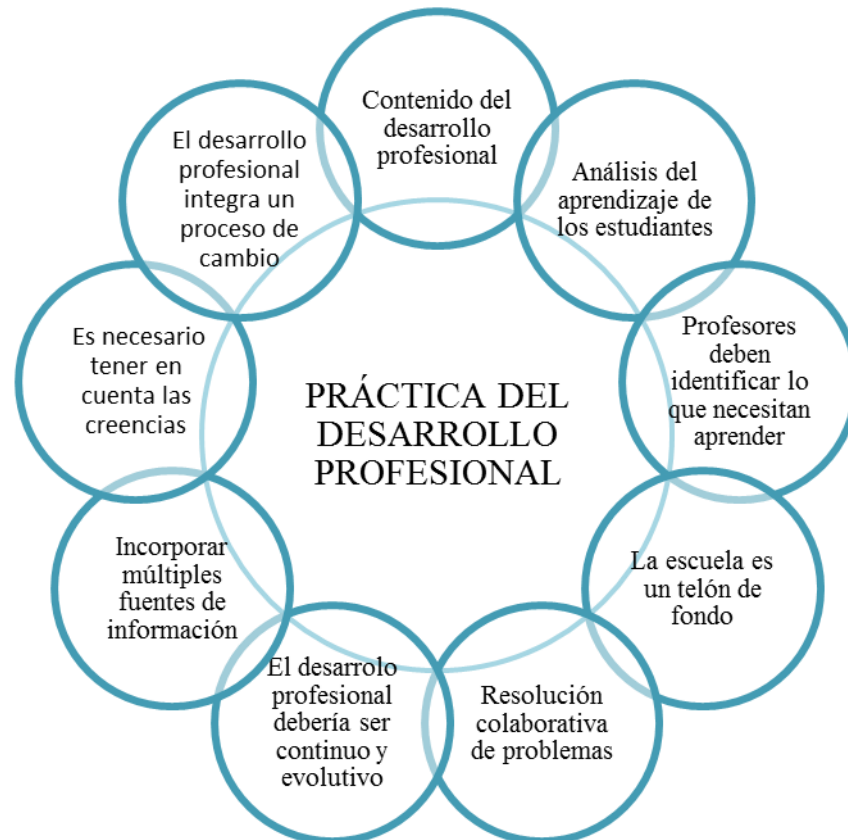 Contenido del
desarrollo
profesional
Análisis del
aprendizaje de
los estudiantes
Profesores
deben
identificar lo
que necesitan
aprender
La escuela es
un telón de
fondo
Resolución
colaborativa
de problemas
El desarrolo
profesional
debería ser
continuo y
evolutivo
Incorporar
múltiples
fuentes de
información
Es necesario
tener en
cuenta las
creencias
El desarrollo
profesional
integra un
proceso de
cambio
PRÁCTICA DEL
DESARROLLO
PROFESIONAL